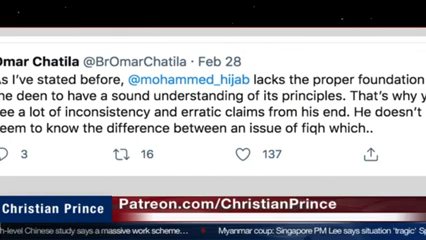 Omar Chatila @BrOmarChatila · Feb 28
As I've stated before, @mohammed_hijab lacks the proper foundation
he deen to have a sound understanding of its principles. That's why y
ee a lot of inconsistency and erratic claims from his end. He doesn't
eem to know the difference between an issue of fiqh which..
3 16 137
Christian Prince Patreon.com/ChristianPrince
h-level Chinese study says a massive work scheme... Myanmar coup: Singapore PM Lee says situation 'tragic' Sp